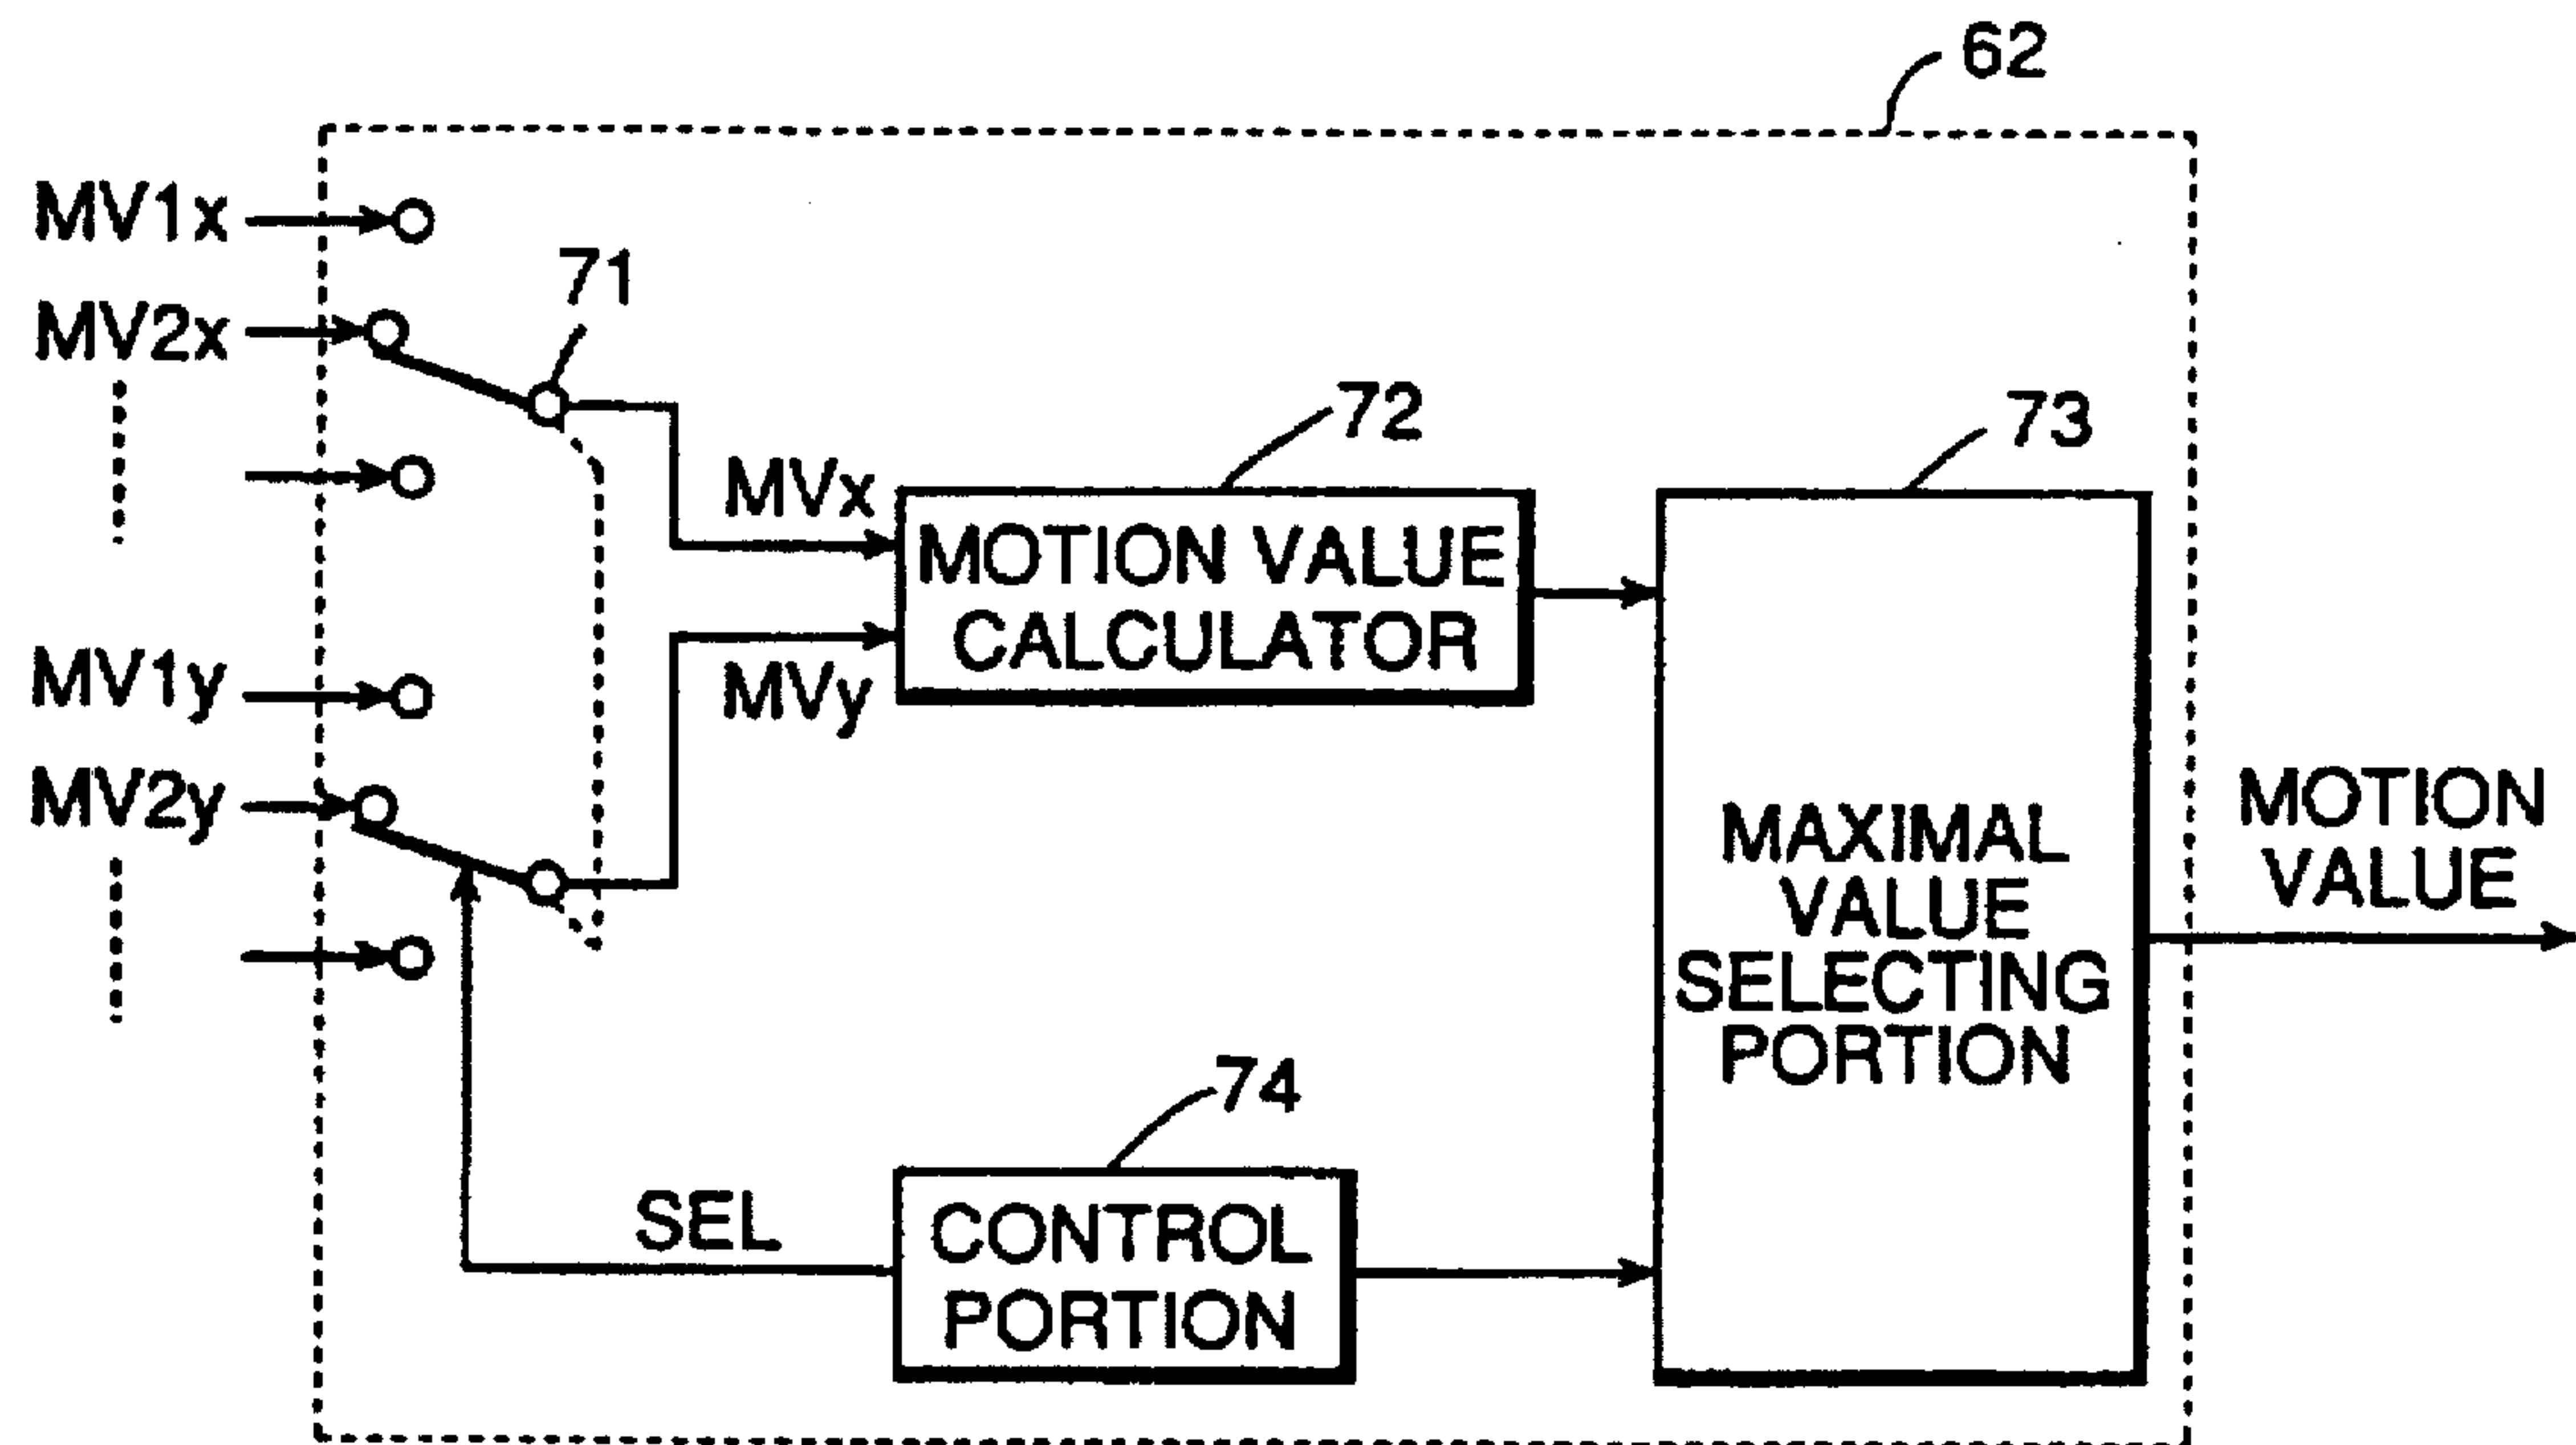 62
MV1x
71
MV2x
72
73
MVx
MOTION VALUE
CALCULATOR
MV1y
MVy
MV2y
MOTION
VALUE
MAXIMAL
VALUE
SELECTING
PORTION
74
SEL
CONTROL
PORTION